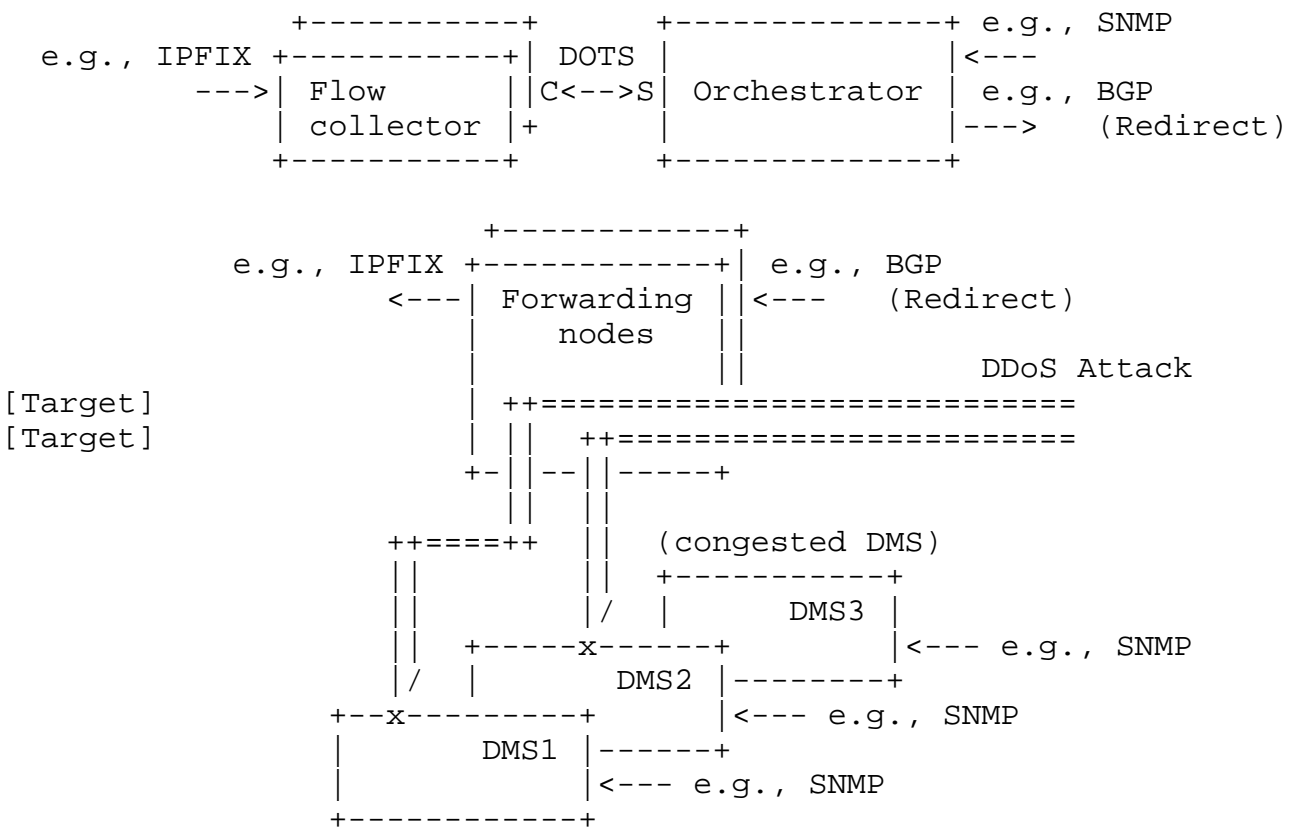 e.g., SNMP
e.g., IPFIX DOTS
Flow C<-->S Orchestrator e.g., BGP
collector (Redirect)
e.g., IPFIX e.g., BGP
Forwarding (Redirect)
nodes
DDoS Attack
[Target]
[Target]
(congested DMS)
DMS3
x e.g., SNMP
DMS2
x e.g., SNMP
DMS1
e.g., SNMP